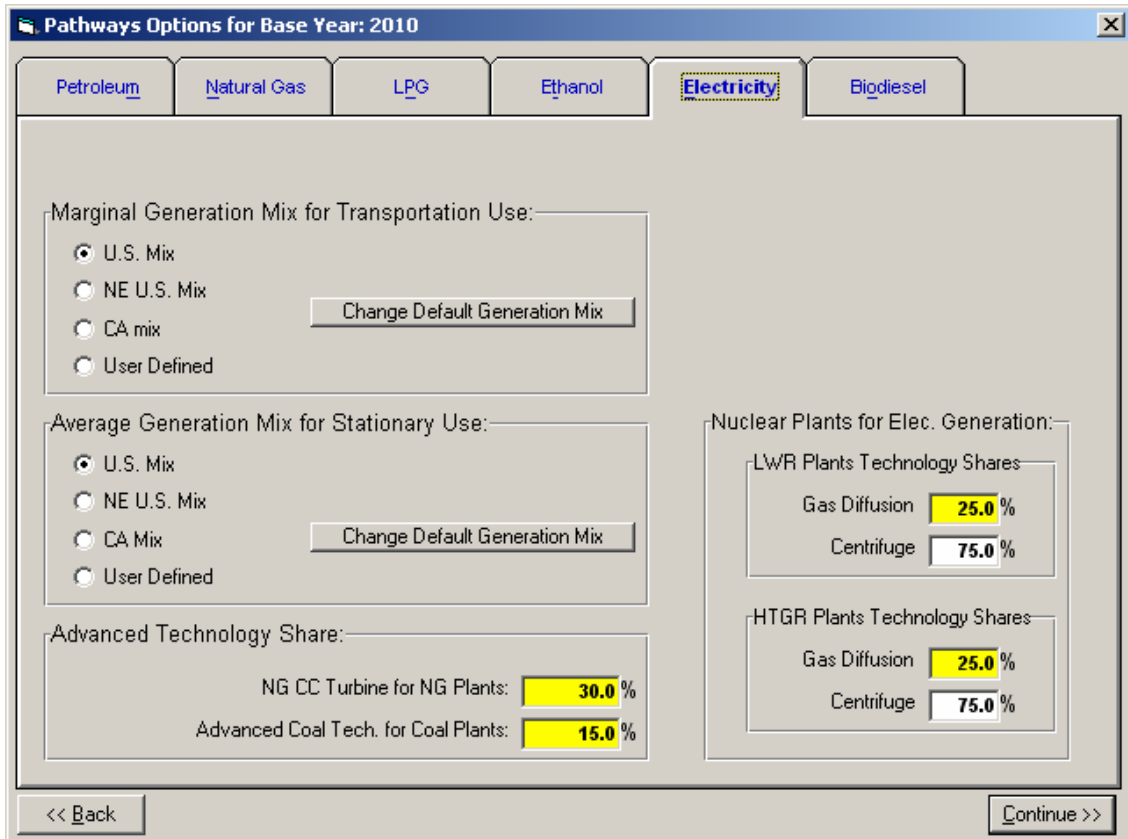 Pathways Options for Base Year: 2010
Petroleum Natural Gas LPG Ethanol Electricity Biodiesel
Marginal Generation Mix for Transportation Use:
U.S. Mix
NE U.S. Mix
CA mix
User Defined
Change Default Generation Mix
Average Generation Mix for Stationary Use:
U.S. Mix
NE U.S. Mix
CA Mix
User Defined
Change Default Generation Mix
Advanced Technology Share:
NG CC Turbine for NG Plants: 30.0 %
Advanced Coal Tech. for Coal Plants: 15.0 %
Nuclear Plants for Elec. Generation:
LWR Plants Technology Shares
Gas Diffusion 25.0 %
Centrifuge 75.0 %
HTGR Plants Technology Shares
Gas Diffusion 25.0 %
Centrifuge 75.0 %
<< Back
Continue >>